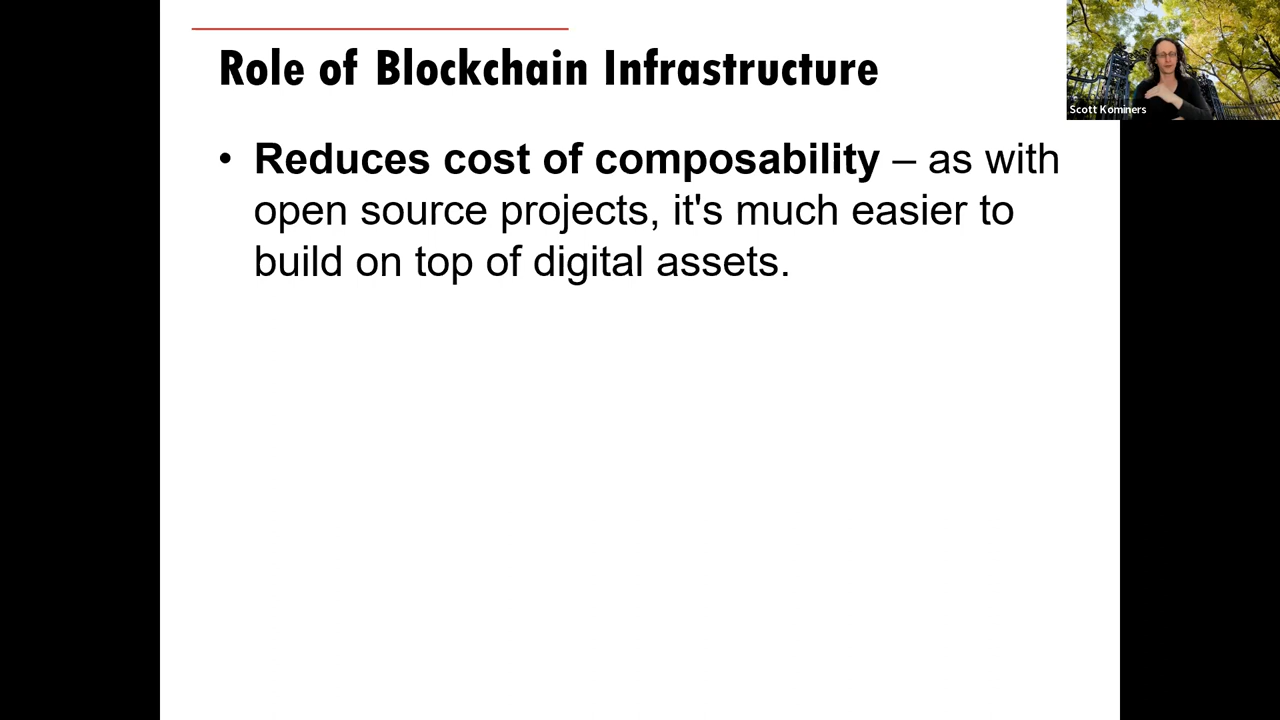 Role of Blockchain Infrastructure
Scott Kominers
• Reduces cost of composability – as with
open source projects, it's much easier to
build on top of digital assets.